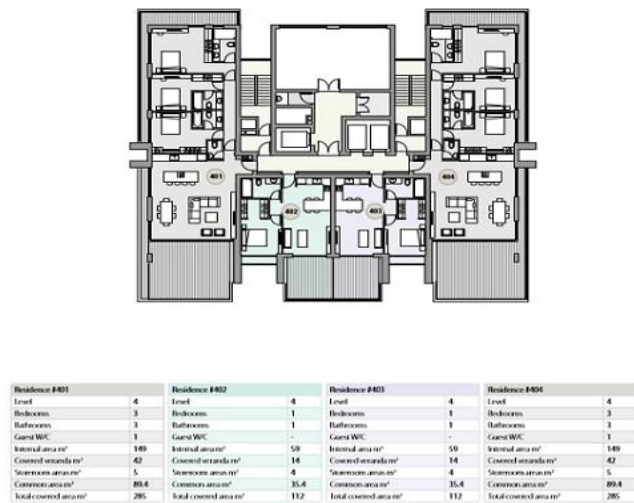 401
404
402
403
Residence #401
Level 4
Bedrooms 3
Bathrooms 3
Guest W/C 1
Internal area m² 149
Covered veranda m² 42
Storeroom areas m² 5
Common area m² 89.4
Total covered area m² 285
Residence #402
Level 4
Bedrooms 1
Bathrooms 1
Guest W/C -
Internal area m² 59
Covered veranda m² 14
Storeroom areas m² 4
Common area m² 35.4
Total covered area m² 112
Residence #403
Level 4
Bedrooms 1
Bathrooms 1
Guest W/C -
Internal area m² 59
Covered veranda m² 14
Storeroom areas m² 4
Common area m² 35.4
Total covered area m² 112
Residence #404
Level 4
Bedrooms 3
Bathrooms 3
Guest W/C 1
Internal area m² 149
Covered veranda m² 42
Storeroom areas m² 5
Common area m² 89.4
Total covered area m² 285